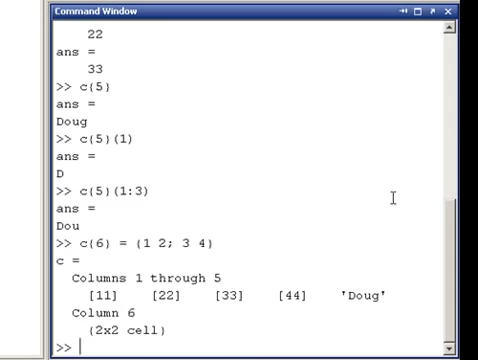 Command Window
22
ans =
33
>> c{5}
ans =
Doug
>> c{5}(1)
ans =
D
>> c{5}(1:3)
ans =
Dou
>> c{6} = {1 2; 3 4}
c =
Columns 1 through 5
[11] [22] [33] [44] 'Doug'
Column 6
{2x2 cell}
>>